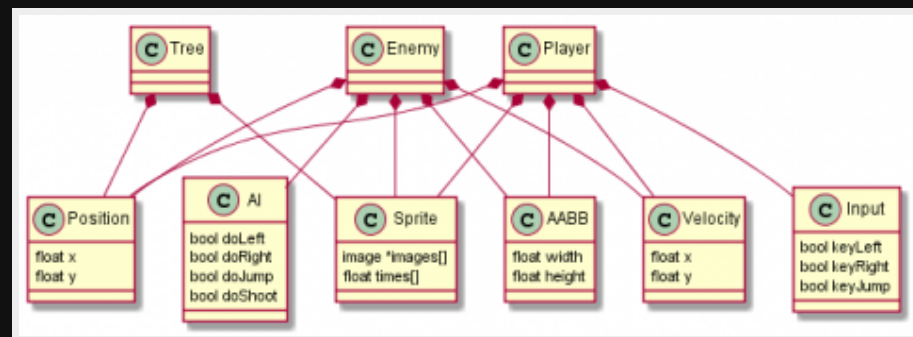 C Tree
C Enemy
C Player
C Position
float x
float y
C AI
bool doLeft
bool doRight
bool doJump
bool doShoot
C Sprite
image *images[]
float times[]
C AABB
float width
float height
C Velocity
float x
float y
C Input
bool keyLeft
bool keyRight
bool keyJump